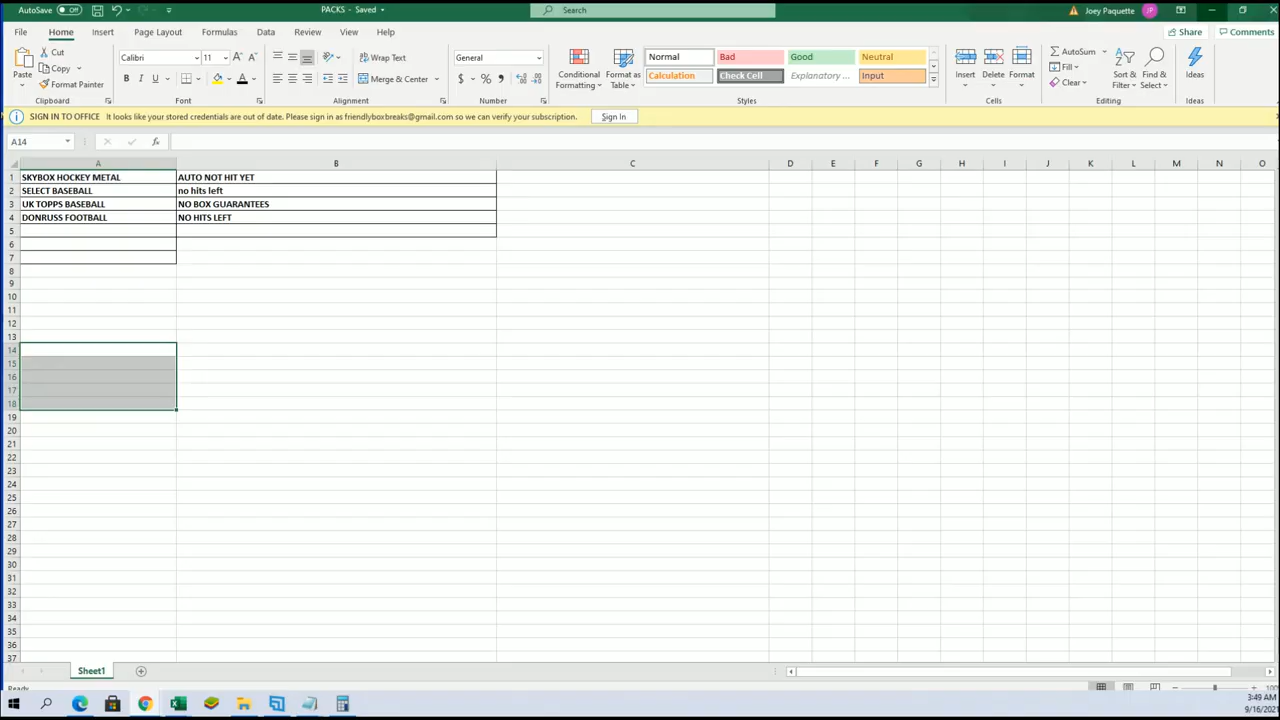 AutoSave Off PACKS - Saved Search Joey Paquette JP
File Home Insert Page Layout Formulas Data Review View Help Share Comments
Paste Cut Copy Format Painter Clipboard
Calibri 11 A A B I U A Font
Wrap Text Merge & Center Alignment
General $ % Number
Conditional Formatting Format as Table
Normal Bad Good Neutral
Calculation Check Cell Explanatory ... Input
Styles
Insert Delete Format Cells
AutoSum Fill Clear Sort & Filter Find & Select Editing
Ideas Ideas
SIGN IN TO OFFICE It looks like your stored credentials are out of date. Please sign in as friendlyboxbreaks@gmail.com so we can verify your subscription. Sign In
A14 fx
A B C D E F G H I J K L M N O
1 SKYBOX HOCKEY METAL AUTO NOT HIT YET
2 SELECT BASEBALL no hits left
3 UK TOPPS BASEBALL NO BOX GUARANTEES
4 DONRUSS FOOTBALL NO HITS LEFT
5
6
7
8
9
10
11
12
13
14
15
16
17
18
19
20
21
22
23
24
25
26
27
28
29
30
31
32
33
34
35
36
37
Sheet1
Ready
3:49 AM